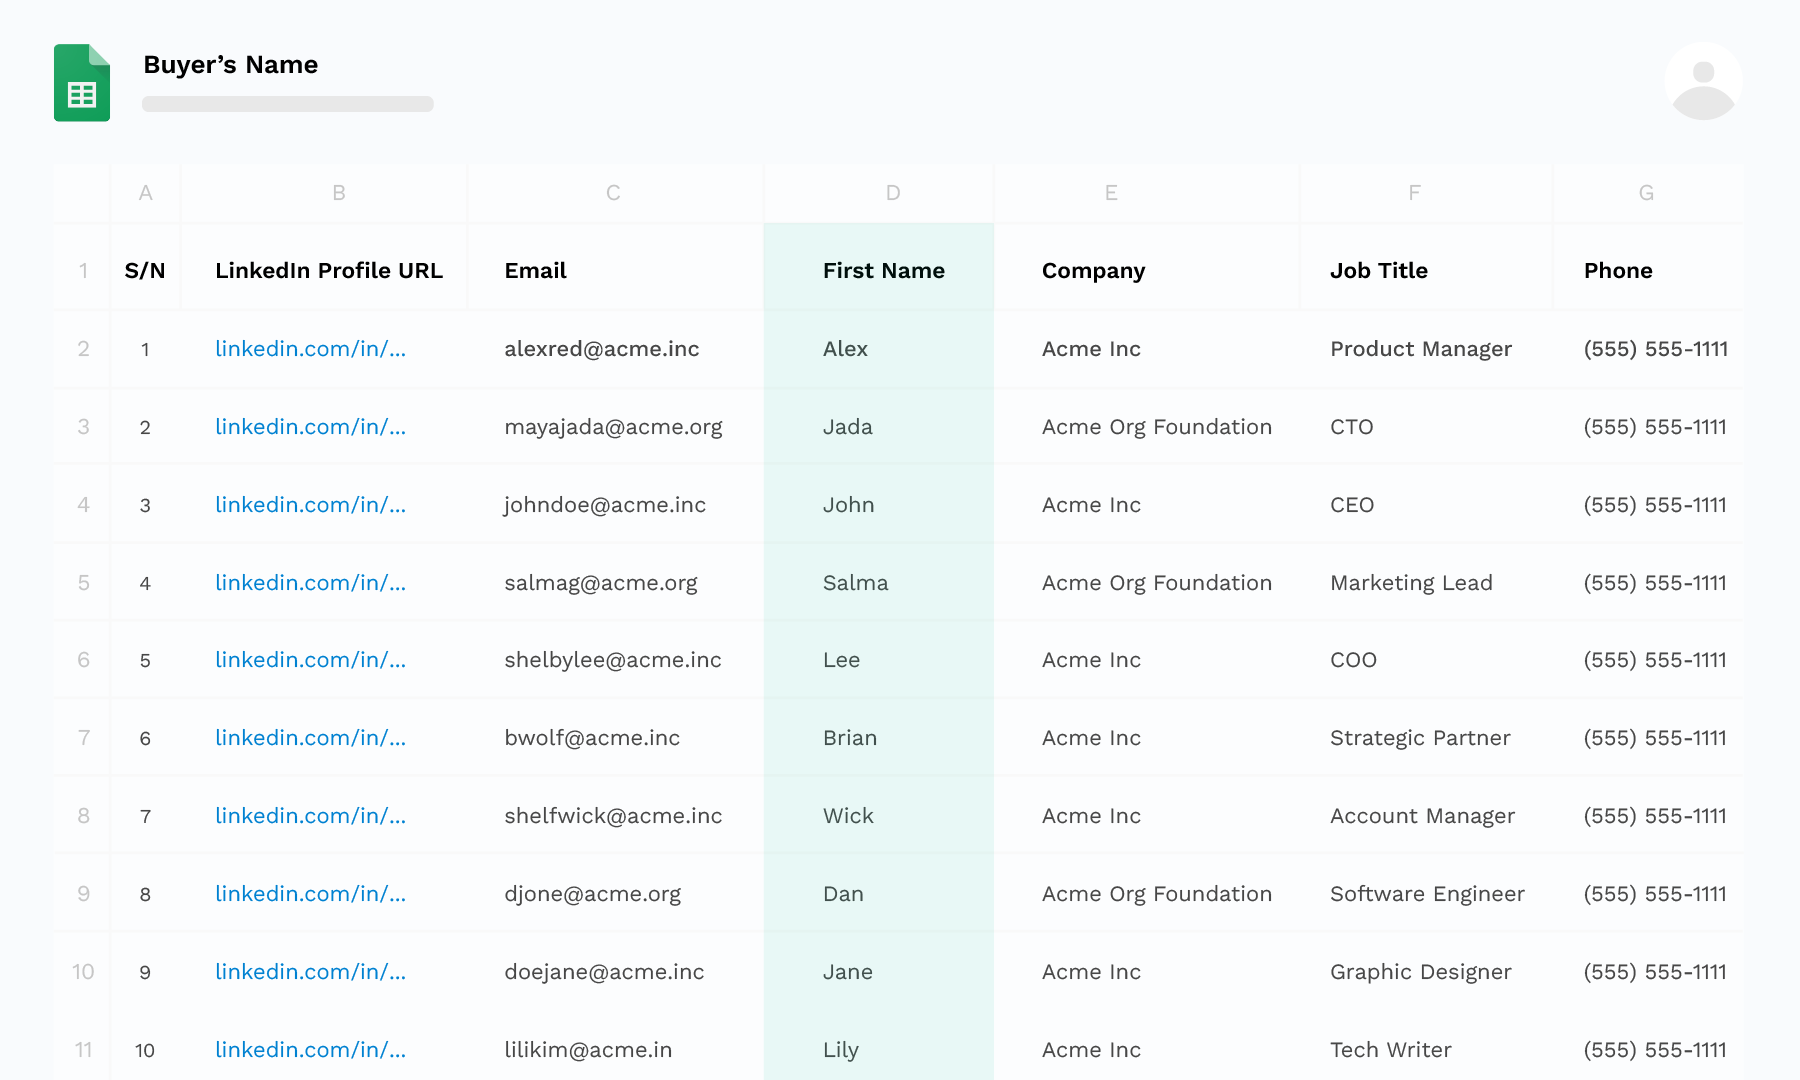 Buyer’s Name
A B C D E F G
1 S/N LinkedIn Profile URL Email First Name Company Job Title Phone
2 1 linkedin.com/in/... alexred@acme.inc Alex Acme Inc Product Manager (555) 555-1111
3 2 linkedin.com/in/... mayajada@acme.org Jada Acme Org Foundation CTO (555) 555-1111
4 3 linkedin.com/in/... johndoe@acme.inc John Acme Inc CEO (555) 555-1111
5 4 linkedin.com/in/... salmag@acme.org Salma Acme Org Foundation Marketing Lead (555) 555-1111
6 5 linkedin.com/in/... shelbylee@acme.inc Lee Acme Inc COO (555) 555-1111
7 6 linkedin.com/in/... bwolf@acme.inc Brian Acme Inc Strategic Partner (555) 555-1111
8 7 linkedin.com/in/... shelfwick@acme.inc Wick Acme Inc Account Manager (555) 555-1111
9 8 linkedin.com/in/... djone@acme.org Dan Acme Org Foundation Software Engineer (555) 555-1111
10 9 linkedin.com/in/... doejane@acme.inc Jane Acme Inc Graphic Designer (555) 555-1111
11 10 linkedin.com/in/... lilikim@acme.in Lily Acme Inc Tech Writer (555) 555-1111